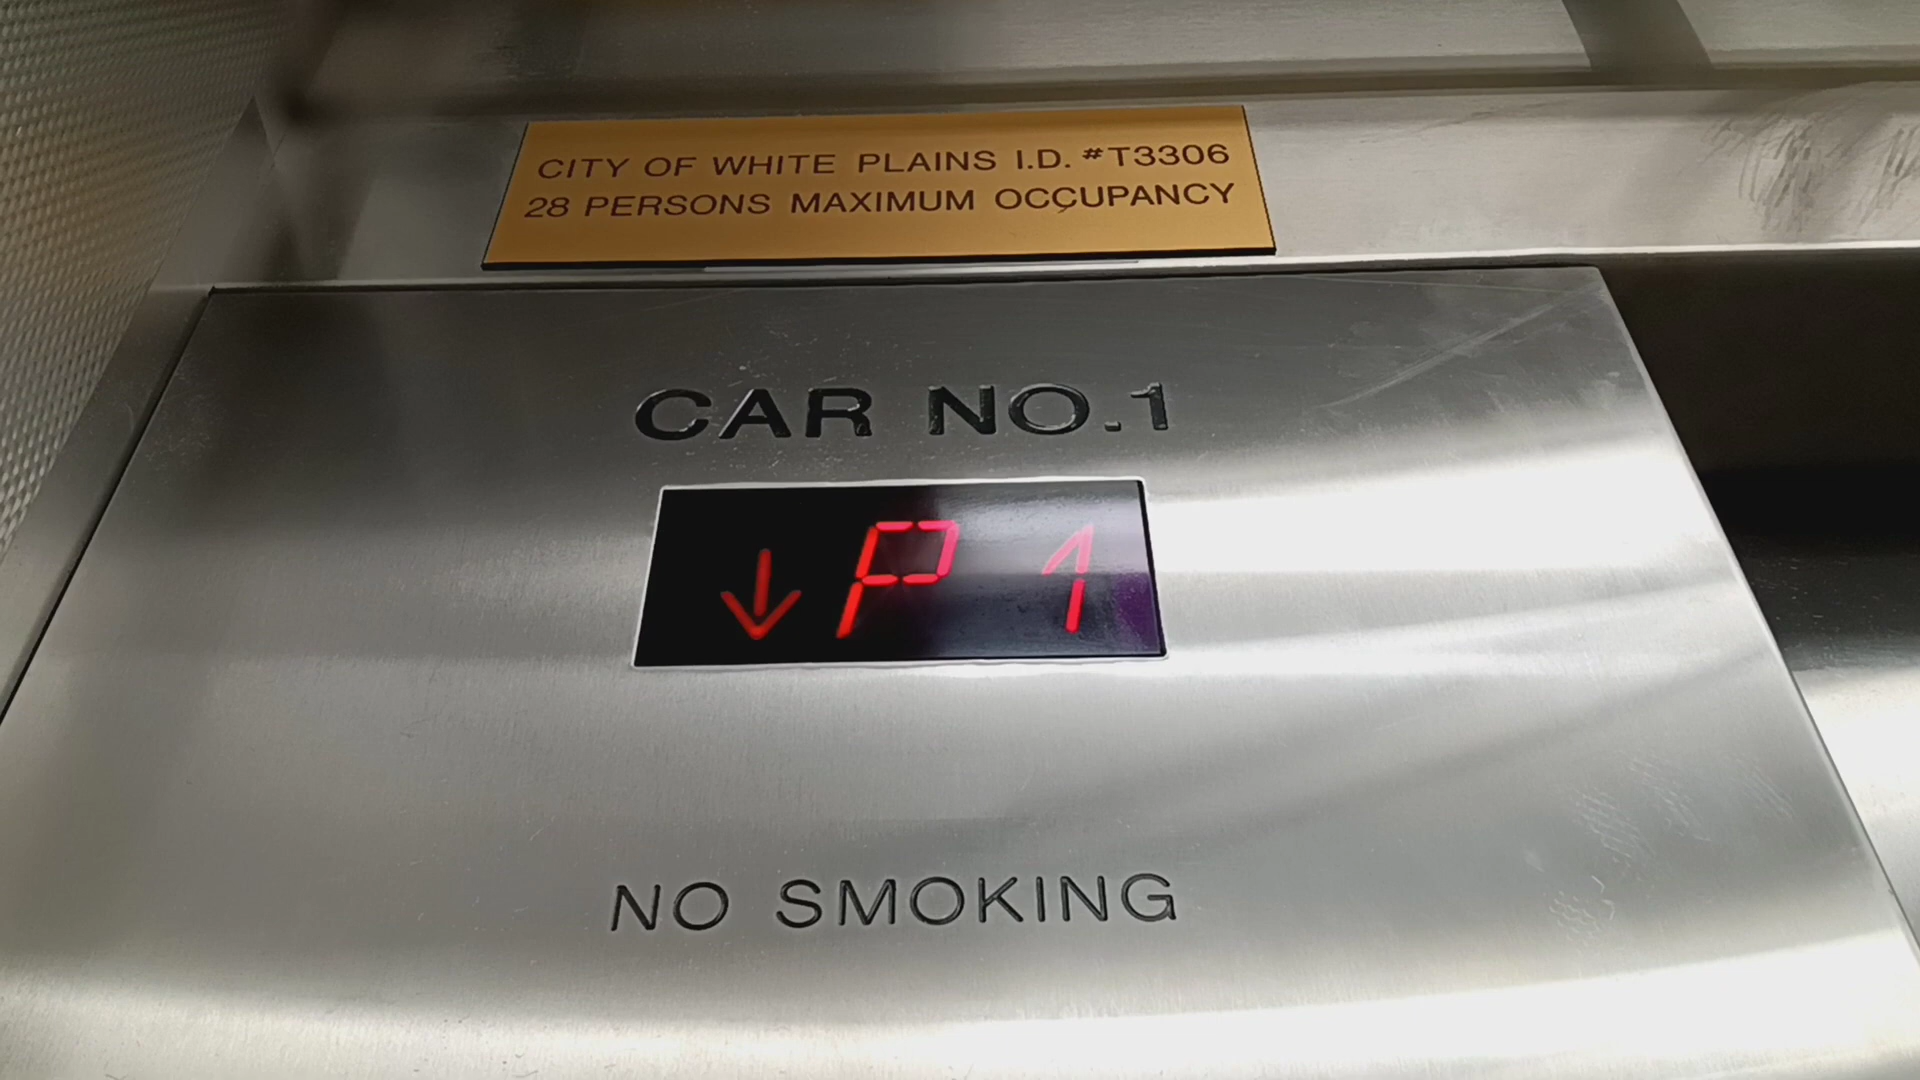 CITY OF WHITE PLAINS I.D. #T3306
28 PERSONS MAXIMUM OCCUPANCY
CAR NO.1
↓ P1
NO SMOKING